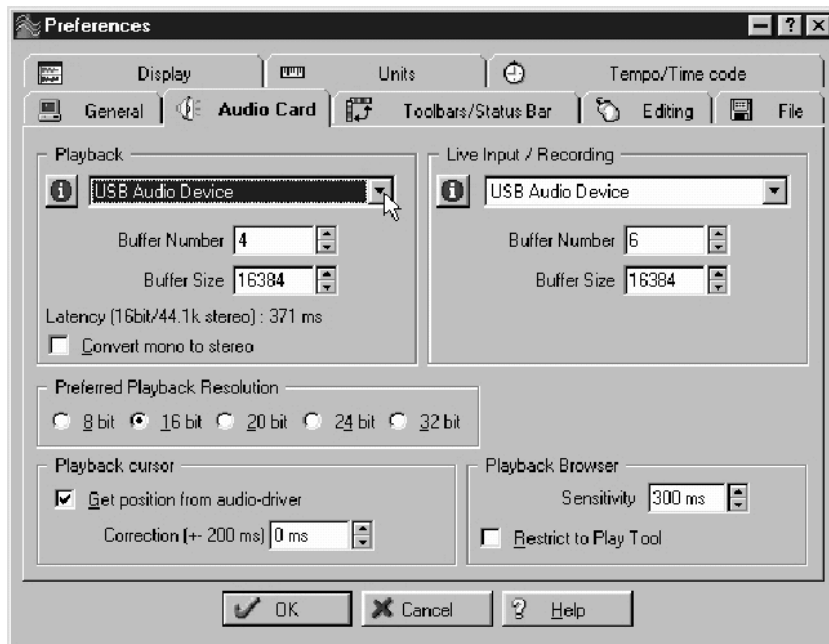 Preferences
Display
Units
Tempo/Time code
General
Audio Card
Toolbars/Status Bar
Editing
File
Playback
USB Audio Device
Buffer Number 4
Buffer Size 16384
Latency (16bit/44.1k stereo) : 371 ms
Convert mono to stereo
Live Input / Recording
USB Audio Device
Buffer Number 6
Buffer Size 16384
Preferred Playback Resolution
8 bit 16 bit 20 bit 24 bit 32 bit
Playback cursor
Get position from audio-driver
Correction (+- 200 ms) 0 ms
Playback Browser
Sensitivity 300 ms
Restrict to Play Tool
OK
Cancel
Help